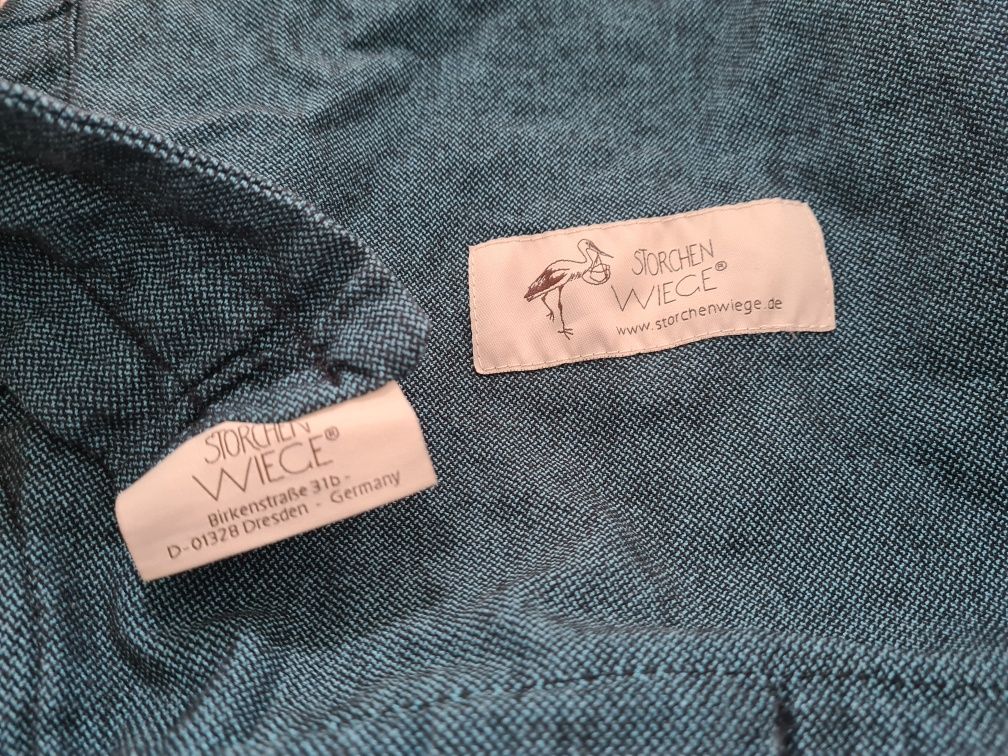 STORCHEN
WIEGE®
www.storchenwiege.de
STORCHEN
WIEGE®
Birkenstraße 31b -
D-01328 Dresden - Germany